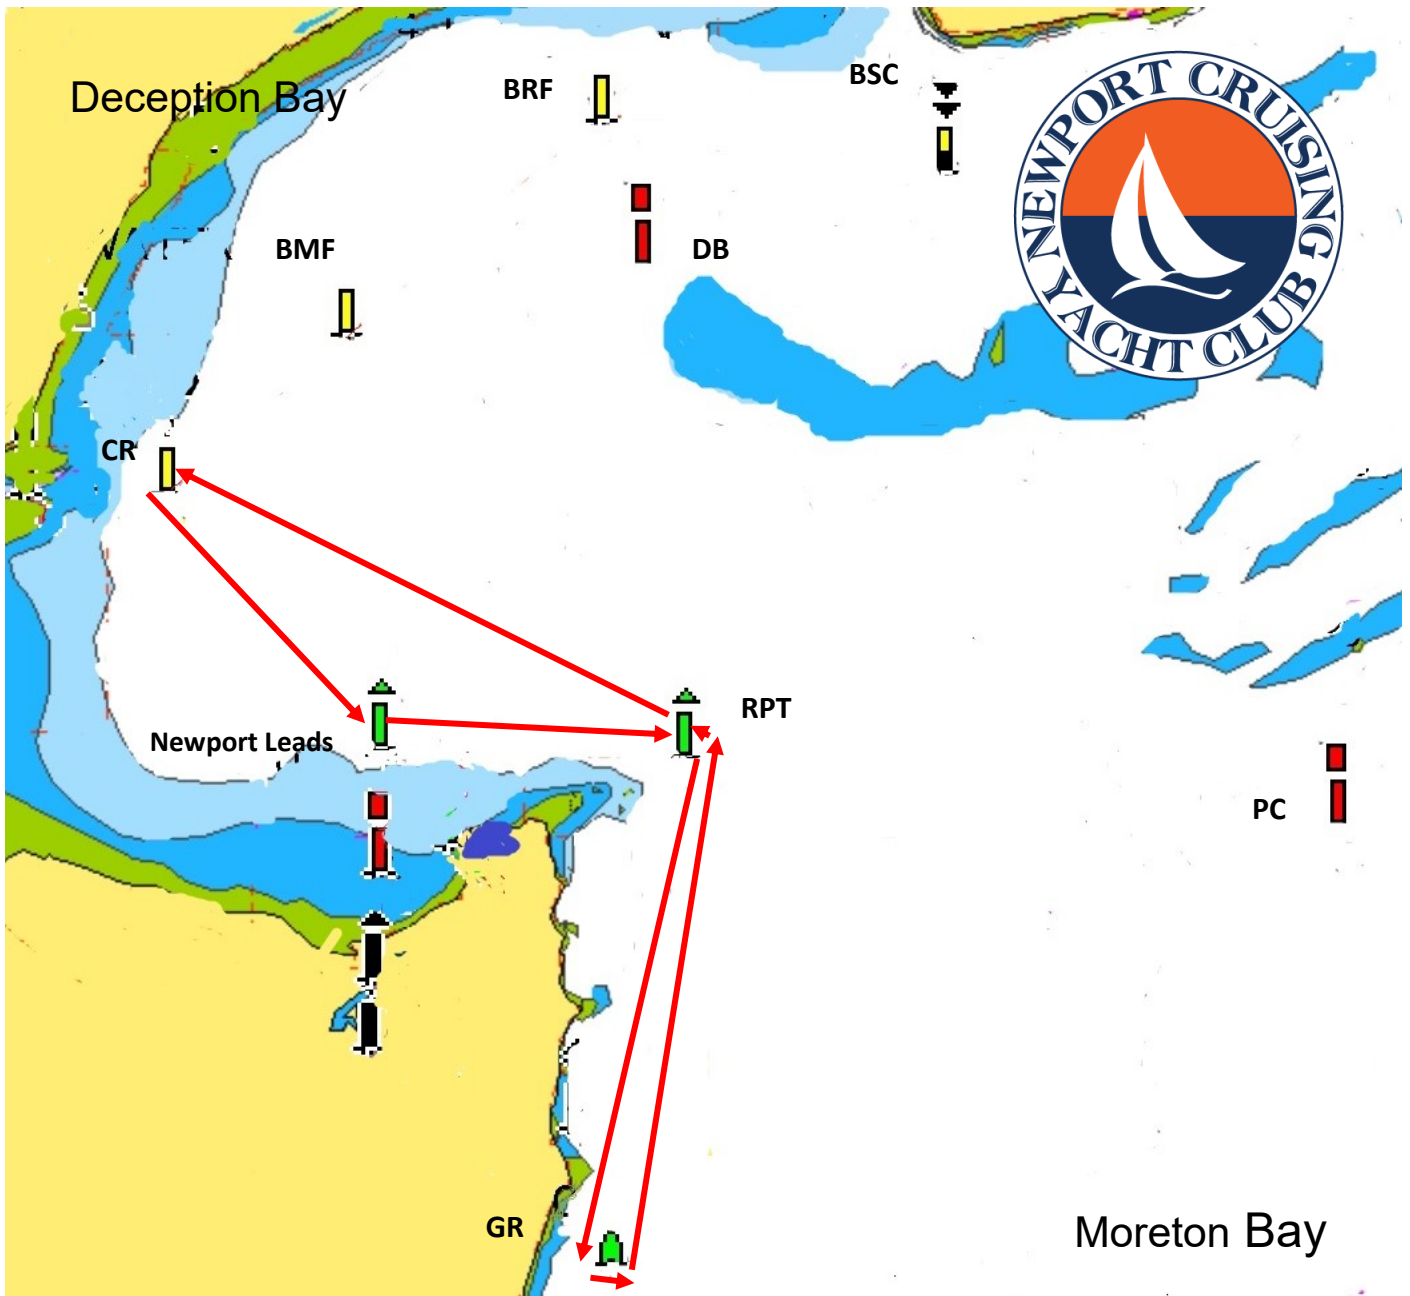 Deception Bay
BRF
BSC
NEWPORT CRUISING YACHT CLUB
BMF
DB
CR
RPT
Newport Leads
PC
GR
Moreton Bay